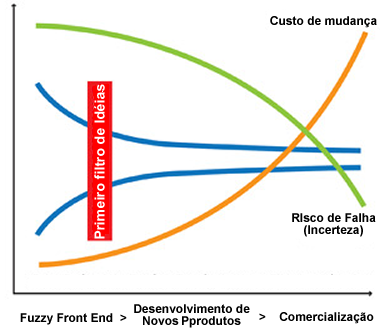 Custo de mudança
Primeiro filtro de Idéias
RIsco de Falha
(Incerteza)
Fuzzy Front End > Desenvolvimento de > Comercialização
Novos Pprodutos